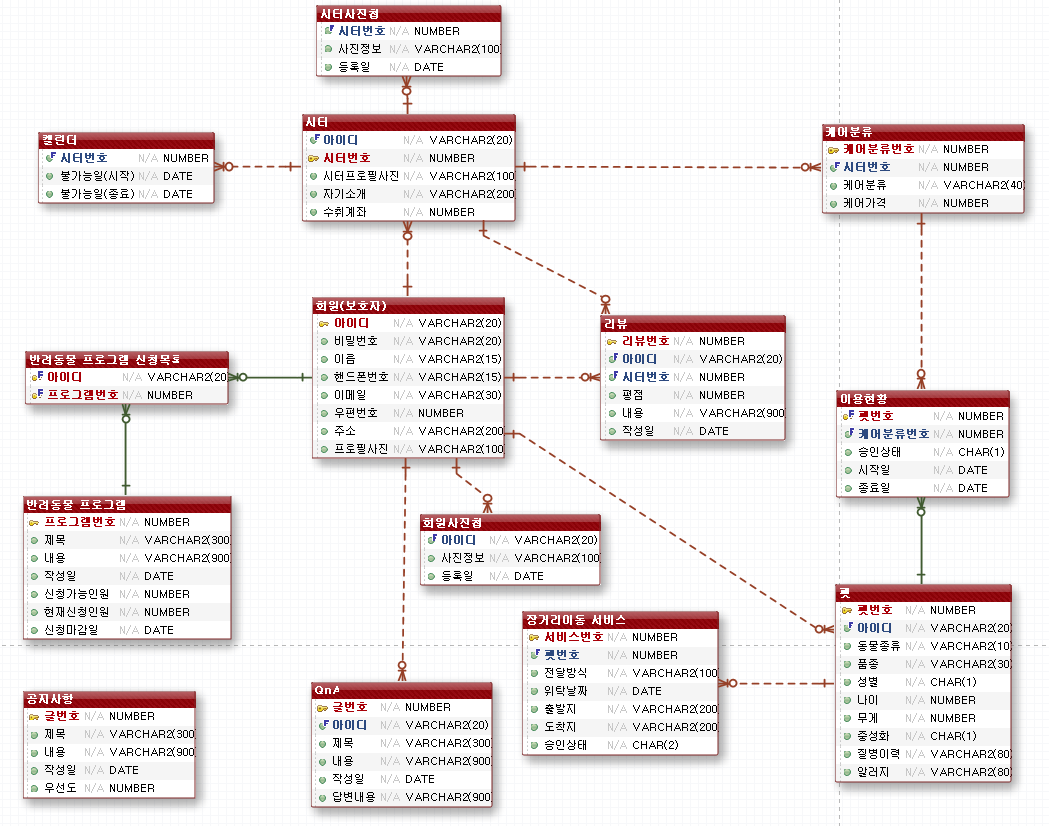 시터사진첩
시터번호 N/A NUMBER
사진정보 N/A VARCHAR2(100
등록일 N/A DATE
시터
아이디 N/A VARCHAR2(20)
시터번호 N/A NUMBER
시터프로필사진 N/A VARCHAR2(100
자기소개 N/A VARCHAR2(200
수취계좌 N/A NUMBER
캘린더
시터번호 N/A NUMBER
불가능일(시작) N/A DATE
불가능일(종료) N/A DATE
케어분류
케어분류번호 N/A NUMBER
시터번호 N/A NUMBER
케어분류 N/A VARCHAR2(40)
케어가격 N/A NUMBER
회원(보호자)
아이디 N/A VARCHAR2(20)
비밀번호 N/A VARCHAR2(20)
이름 N/A VARCHAR2(15)
핸드폰번호 N/A VARCHAR2(15)
이메일 N/A VARCHAR2(30)
우편번호 N/A NUMBER
주소 N/A VARCHAR2(200
프로필사진 N/A VARCHAR2(100
리뷰
리뷰번호 N/A NUMBER
아이디 N/A VARCHAR2(20)
시터번호 N/A NUMBER
평점 N/A NUMBER
내용 N/A VARCHAR2(900
작성일 N/A DATE
반려동물 프로그램 신청목록
아이디 N/A VARCHAR2(20
프로그램번호 N/A NUMBER
이용현황
펫번호 N/A NUMBER
케어분류번호 N/A NUMBER
승인상태 N/A CHAR(1)
시작일 N/A DATE
종료일 N/A DATE
반려동물 프로그램
프로그램번호 N/A NUMBER
제목 N/A VARCHAR2(300
내용 N/A VARCHAR2(900
작성일 N/A DATE
신청가능인원 N/A NUMBER
현재신청인원 N/A NUMBER
신청마감일 N/A DATE
회원사진첩
아이디 N/A VARCHAR2(20)
사진정보 N/A VARCHAR2(100
등록일 N/A DATE
장거리이동 서비스
서비스번호 N/A NUMBER
펫번호 N/A NUMBER
전달방식 N/A VARCHAR2(100
위탁날짜 N/A DATE
출발지 N/A VARCHAR2(200
도착지 N/A VARCHAR2(200
승인상태 N/A CHAR(2)
펫
펫번호 N/A NUMBER
아이디 N/A VARCHAR2(20
동물종류 N/A VARCHAR2(10
품종 N/A VARCHAR2(30
성별 N/A CHAR(1)
나이 N/A NUMBER
무게 N/A NUMBER
중성화 N/A CHAR(1)
질병이력 N/A VARCHAR2(80
알러지 N/A VARCHAR2(80
공지사항
글번호 N/A NUMBER
제목 N/A VARCHAR2(300
내용 N/A VARCHAR2(900
작성일 N/A DATE
우선도 N/A NUMBER
QnA
글번호 N/A NUMBER
아이디 N/A VARCHAR2(20)
제목 N/A VARCHAR2(300
내용 N/A VARCHAR2(900
작성일 N/A DATE
답변내용 N/A VARCHAR2(900